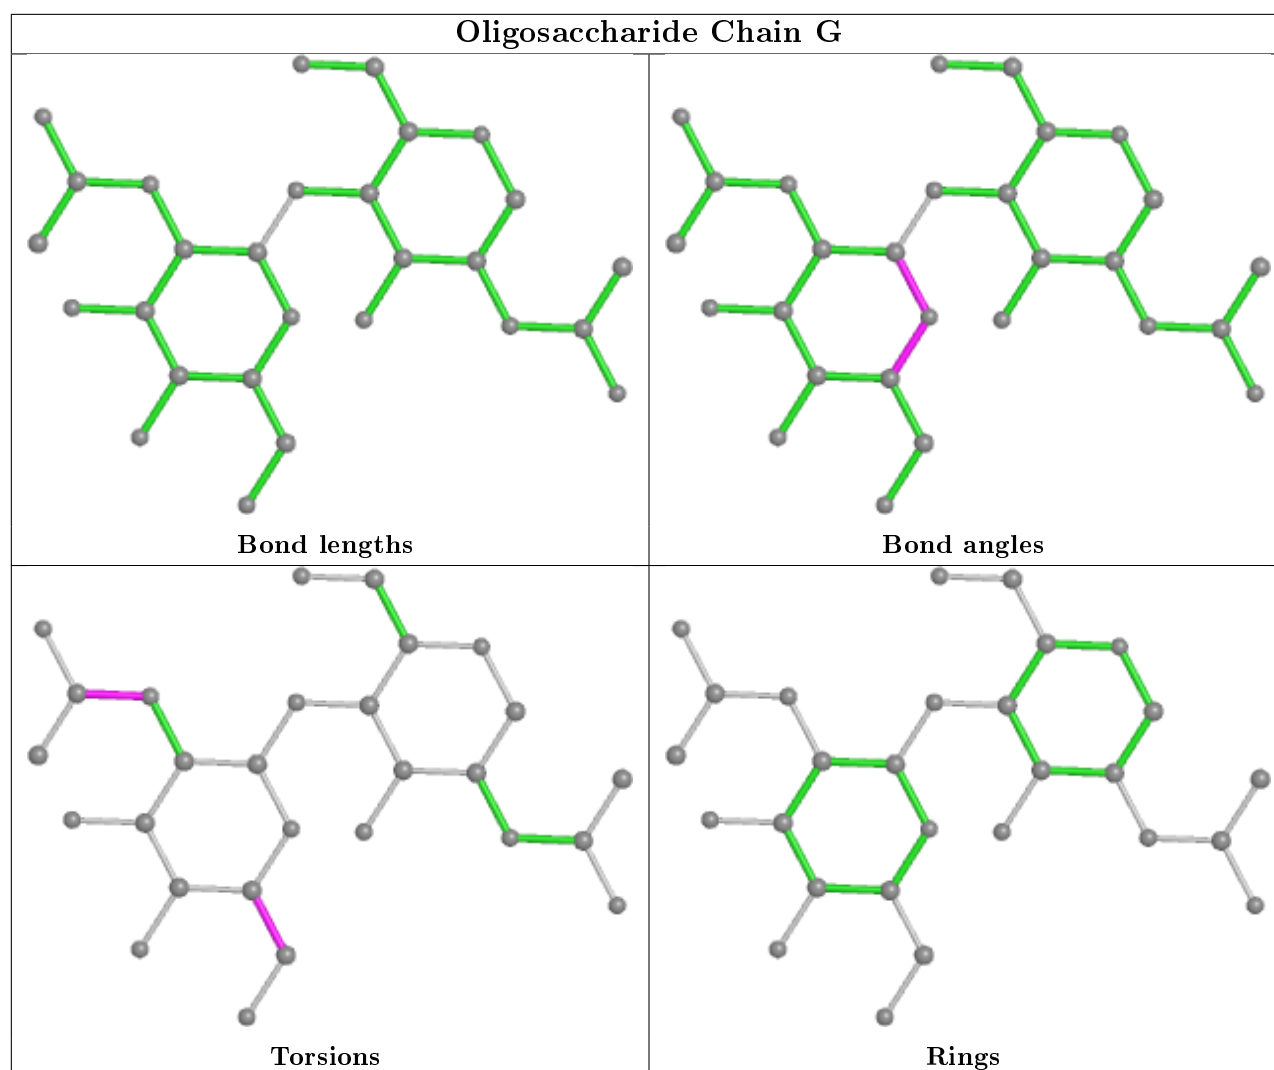 Oligosaccharide Chain G
Bond lengths
Bond angles
Torsions
Rings